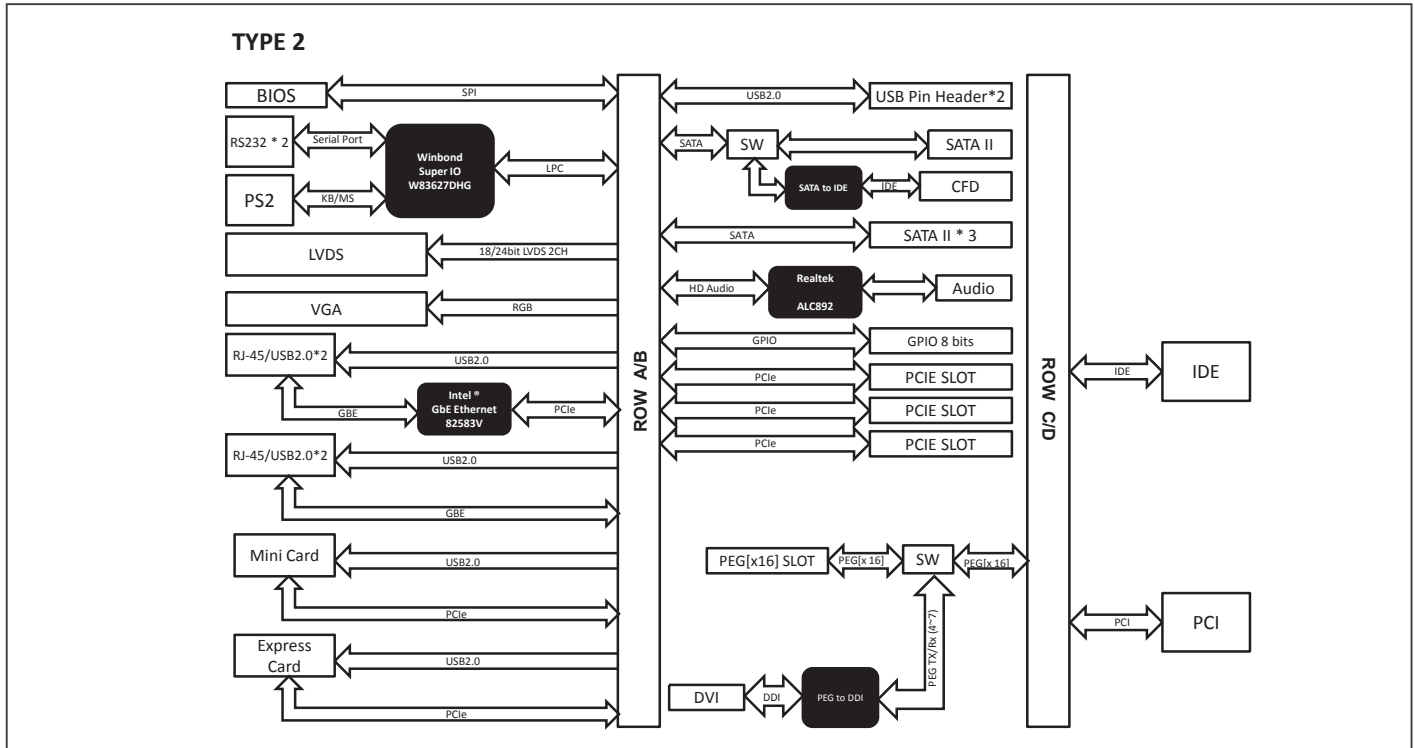 TYPE 2
BIOS
SPI
RS232 * 2
Serial Port
Winbond
Super IO
W83627DHG
LPC
PS2
KB/MS
LVDS
18/24bit LVDS 2CH
VGA
RGB
RJ-45/USB2.0*2
USB2.0
GBE
Intel ®
GbE Ethernet
82583V
PCIe
RJ-45/USB2.0*2
USB2.0
GBE
Mini Card
USB2.0
PCIe
Express
Card
USB2.0
PCIe
ROW A/B
USB2.0
USB Pin Header*2
SATA
SW
SATA II
SATA to IDE
IDE
CFD
SATA
SATA II * 3
HD Audio
Realtek
ALC892
Audio
GPIO
GPIO 8 bits
PCIe
PCIE SLOT
PCIe
PCIE SLOT
PCIe
PCIE SLOT
PEG[x16] SLOT
PEG[x 16]
SW
PEG[x 16]
PEG TX/Rx (4~7)
DVI
DDI
PEG to DDI
ROW C/D
IDE
IDE
PCI
PCI